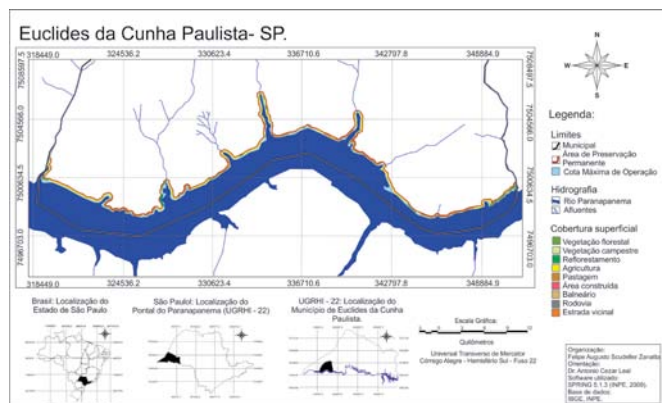 Euclides da Cunha Paulista- SP.
318449.0 324536.2 330623.4 336710.6 342797.8 348884.9
7508597.5
7504566.0
7500634.5
7496703.0
7508497.5
7504566.0
7500634.5
7496703.0
318449.0 324536.2 330623.4 336710.6 342797.8 348884.9
N
W E
S
Legenda:
Limites
Municipal
Área de Preservação
Permanente
Cota Máxima de Operação
Hidrografia
Rio Paranapanema
Afluentes
Cobertura superficial
Vegetação florestal
Vegetação campestre
Reflorestamento
Agricultura
Pastagem
Área construída
Balneário
Rodovia
Estrada vicinal
Brasil: Localização do
Estado de São Paulo
São Paulol: Localização do
Pontal do Paranapanema (UGRHI - 22)
UGRHI - 22: Localização do
Município de Euclides da Cunha
Paulista.
Escala Gráfica:
Quilômetros
Universal Transverso de Mercator
Córrego Alegre - Hemisfério Sul - Fuso 22
Organização:
Felipe Augusto Scudeller Zanatta
Orientação:
Dr. Antonio Cezar Leal
Software utilizado:
SPRING 5.1.3 (INPE, 2009).
Base de dados:
IBGE, INPE.